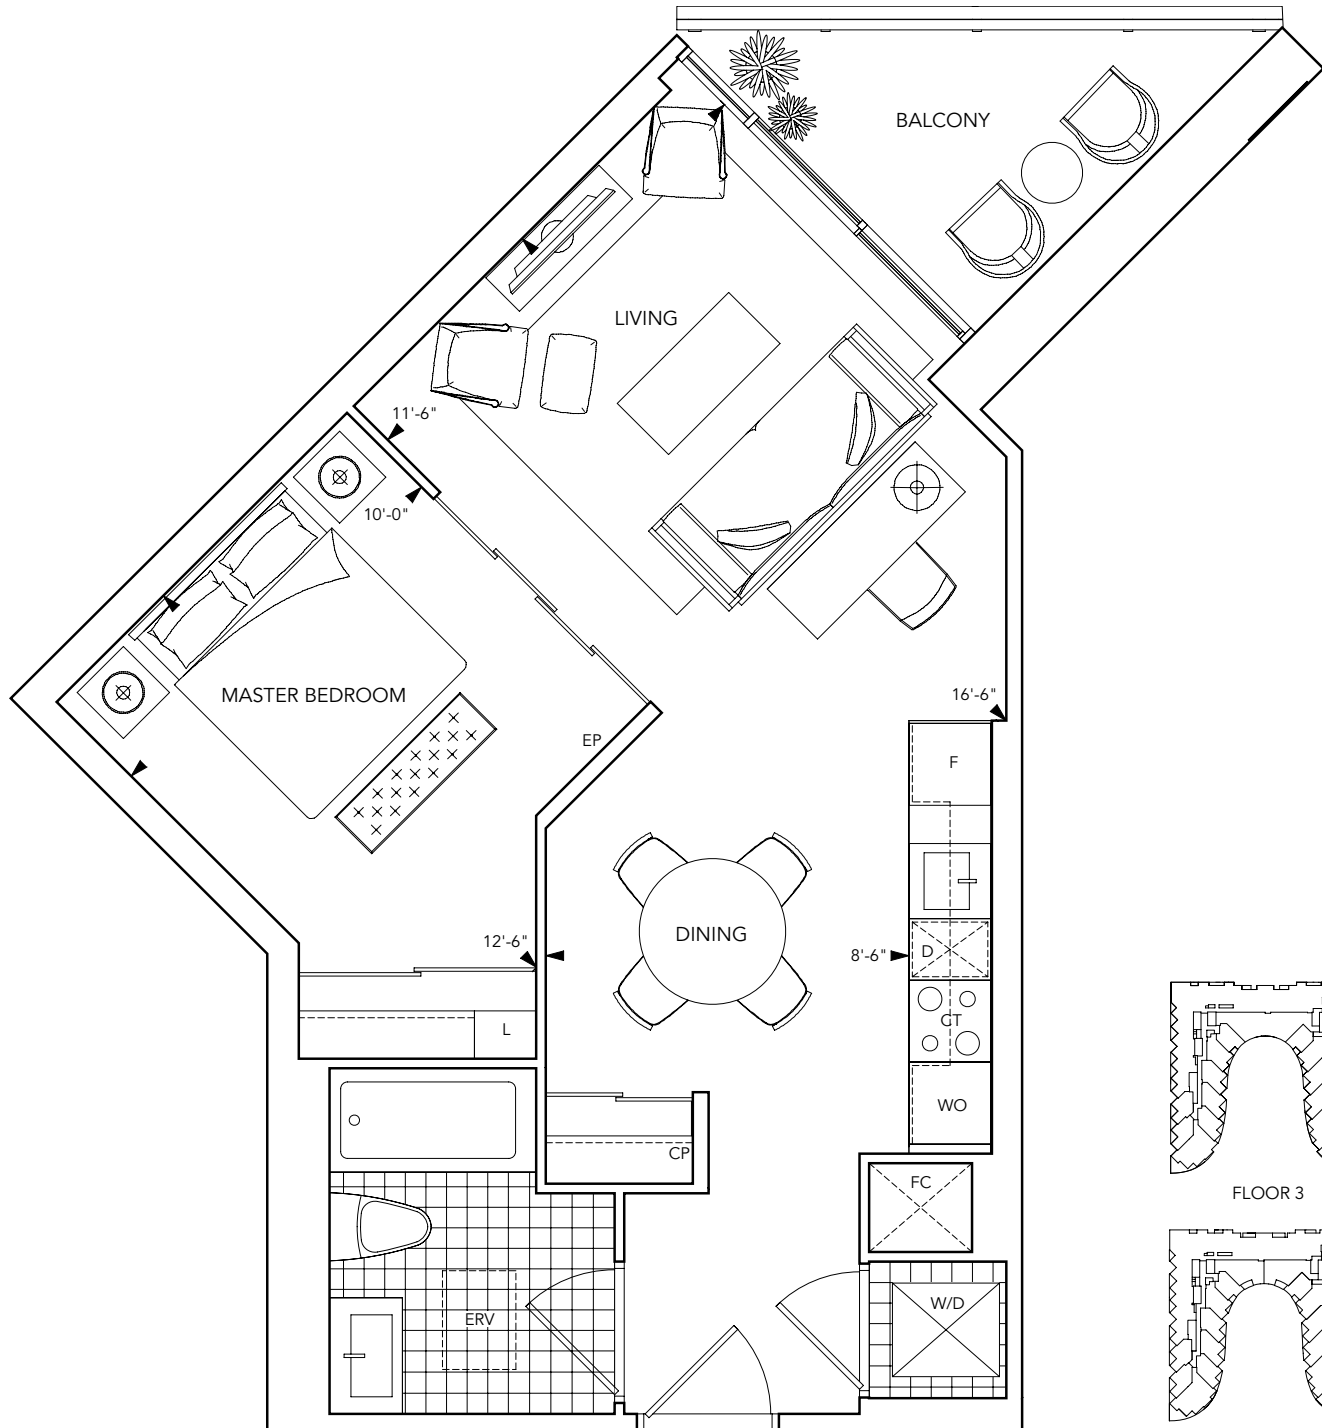 BALCONY
LIVING
11'-6"
10'-0"
MASTER BEDROOM
16'-6"
EP
F
DINING
12'-6"
8'-6"
D
L
CT
WO
CP
FC
FLOOR 3
W/D
ERV